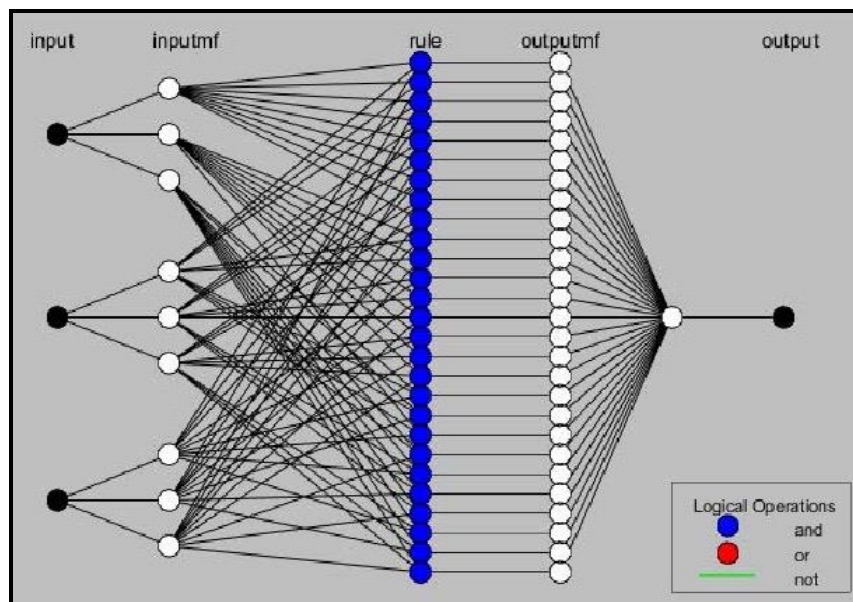 input inputmf rule outputmf output
Logical Operations
and
or
not